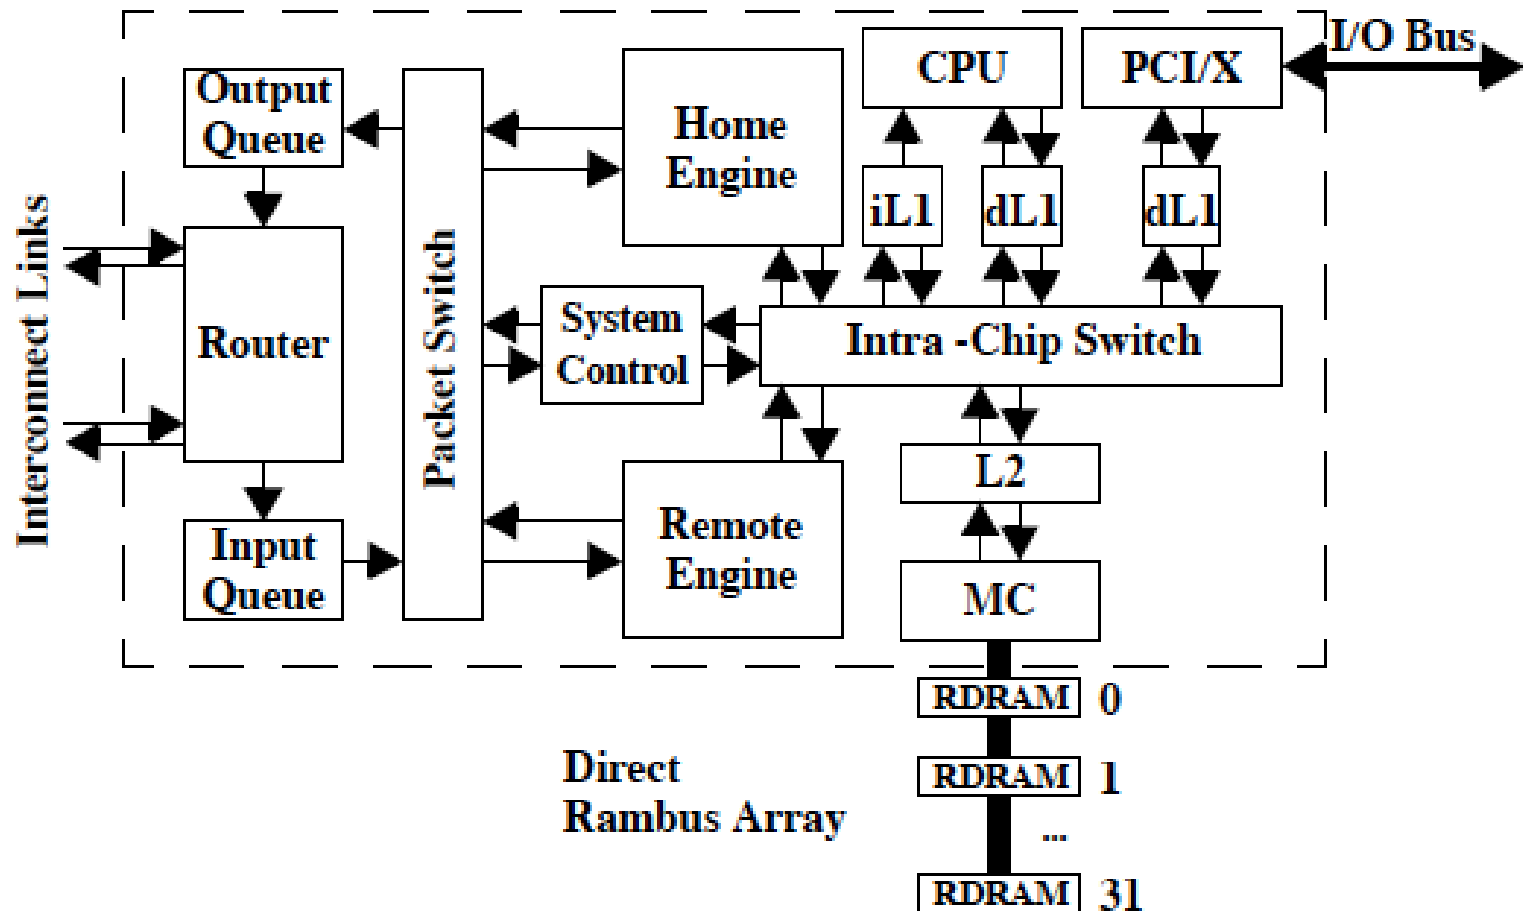 I/O Bus
CPU
PCI/X
Output
Queue
Home
Engine
iL1
dL1
dL1
Interconnect Links
Router
Packet Switch
System
Control
Intra -Chip Switch
L2
Input
Queue
Remote
Engine
MC
RDRAM 0
Direct
Rambus Array
RDRAM 1
...
RDRAM 31